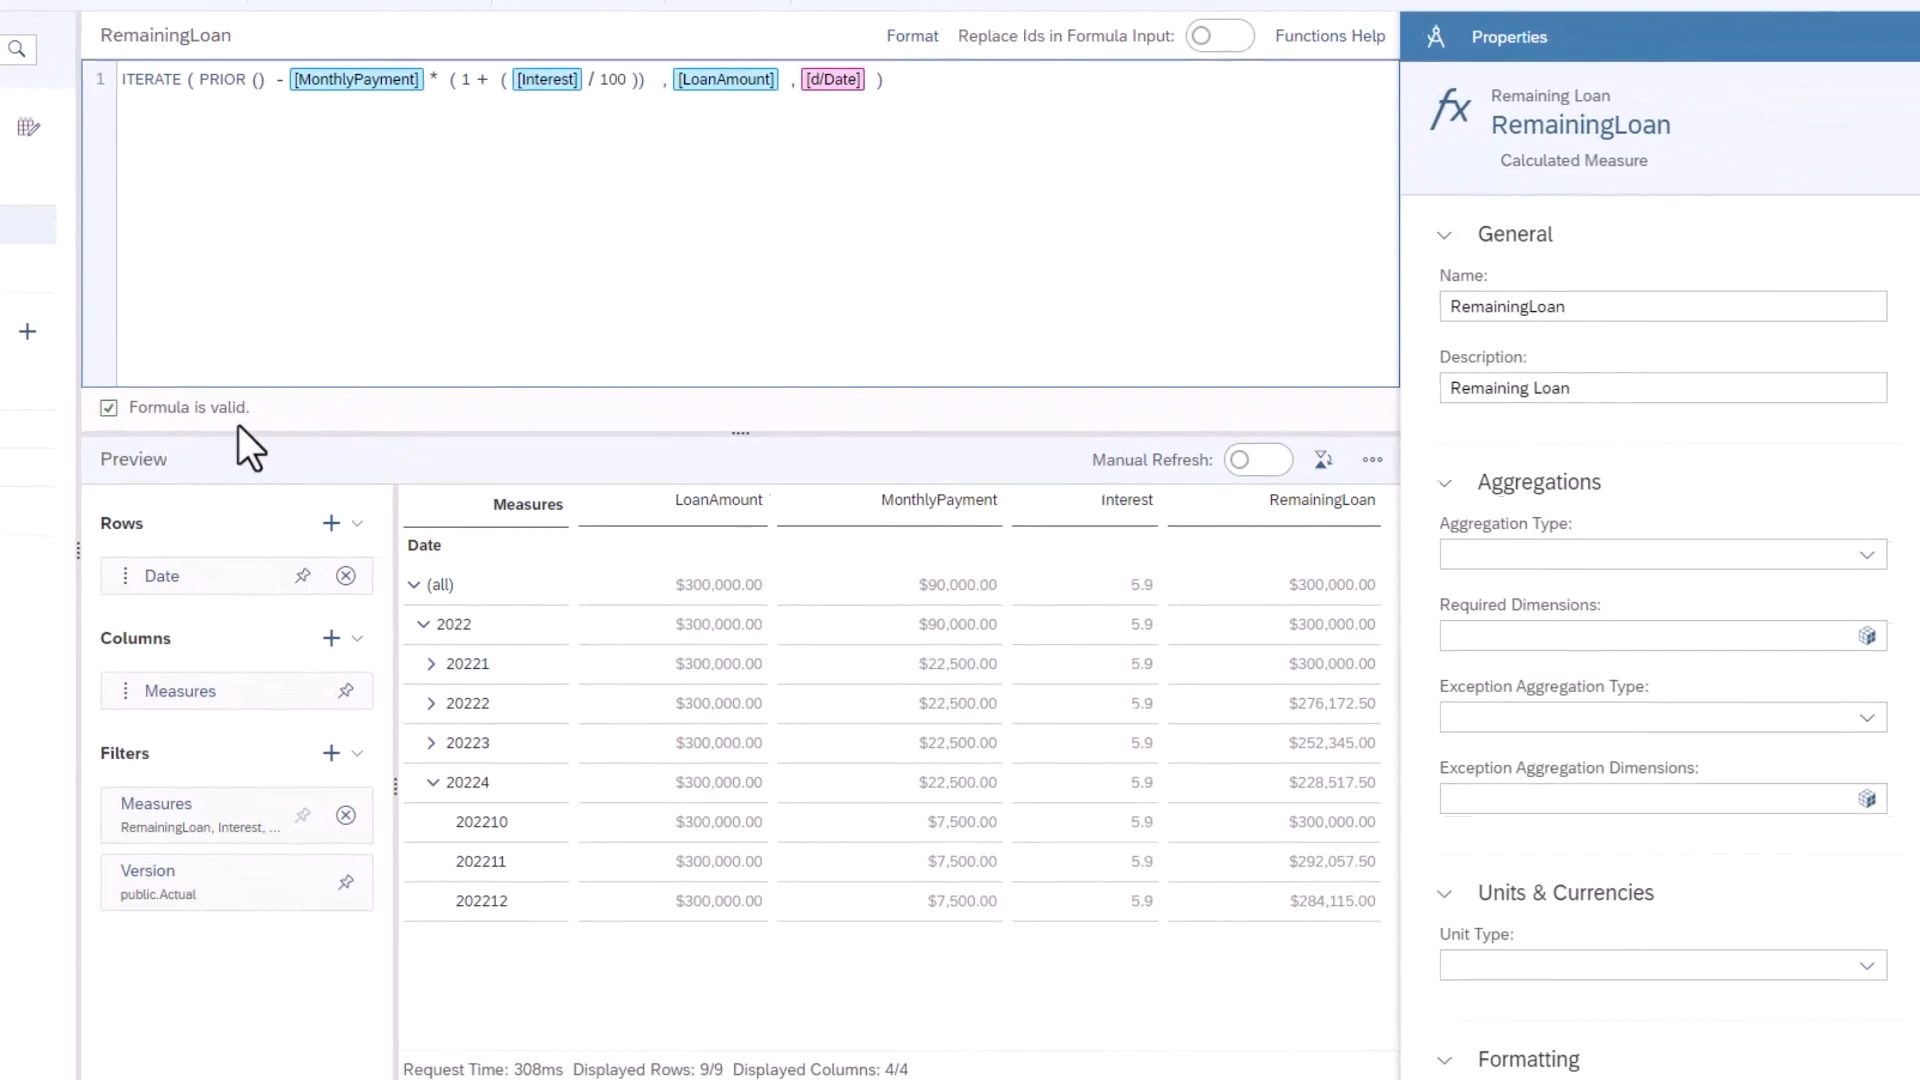 RemainingLoan
Format
Replace Ids in Formula Input:
Functions Help
1 ITERATE ( PRIOR () - [MonthlyPayment] * ( 1 + ( [Interest] / 100 )) , [LoanAmount] , [d/Date] )
Formula is valid.
Preview
Manual Refresh:
Rows
Date
Columns
Measures
Filters
Measures
RemainingLoan, Interest, ...
Version
public.Actual
Measures LoanAmount MonthlyPayment Interest RemainingLoan
Date
(all) $300,000.00 $90,000.00 5.9 $300,000.00
2022 $300,000.00 $90,000.00 5.9 $300,000.00
20221 $300,000.00 $22,500.00 5.9 $300,000.00
20222 $300,000.00 $22,500.00 5.9 $276,172.50
20223 $300,000.00 $22,500.00 5.9 $252,345.00
20224 $300,000.00 $22,500.00 5.9 $228,517.50
202210 $300,000.00 $7,500.00 5.9 $300,000.00
202211 $300,000.00 $7,500.00 5.9 $292,057.50
202212 $300,000.00 $7,500.00 5.9 $284,115.00
Request Time: 308ms Displayed Rows: 9/9 Displayed Columns: 4/4
Properties
fx
Remaining Loan
RemainingLoan
Calculated Measure
General
Name:
RemainingLoan
Description:
Remaining Loan
Aggregations
Aggregation Type:
Required Dimensions:
Exception Aggregation Type:
Exception Aggregation Dimensions:
Units & Currencies
Unit Type:
Formatting